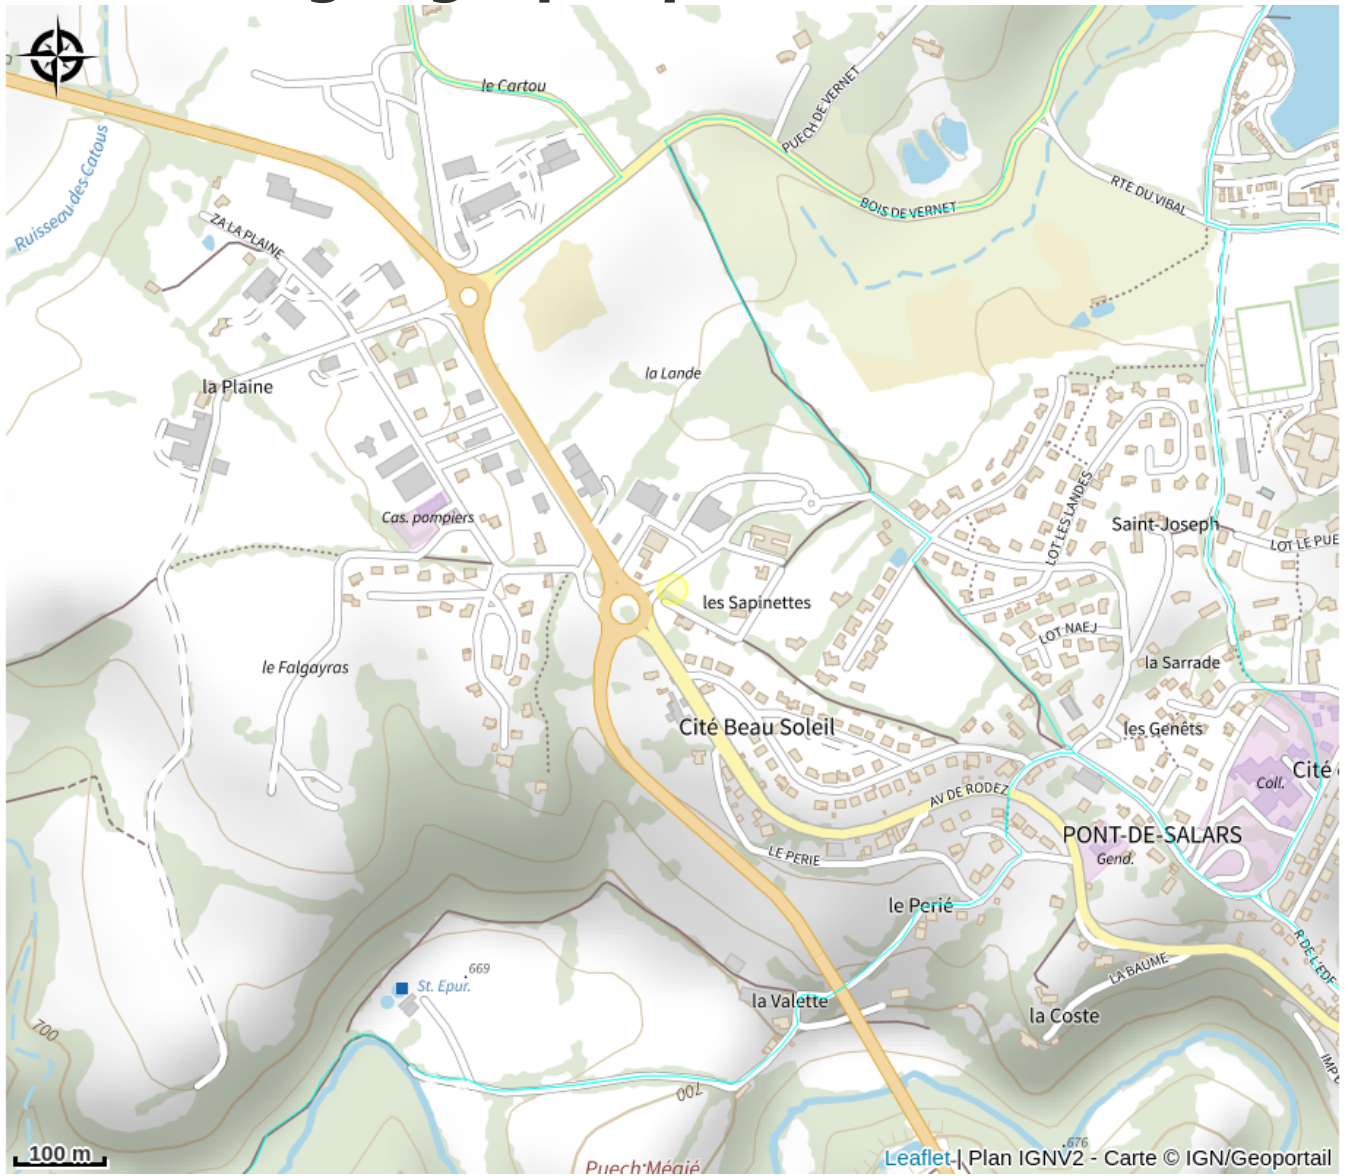 le Cartou
PUECH DE VERNET
Ruisseau des Catous
RTE DU VIBAL
BOIS DE VERNET
ZA LA PLAINE
la Lande
la Plaine
LOT LES LANDES
Cas. pompiers
Saint-Joseph
LOT LE PUE
les Sapinettes
LOT NAEJ
la Sarrade
le Falgayras
Cité Beau Soleil
les Genêts
Cité
Coll.
AV DE RODEZ
PONT-DE-SALARS
LE PERIE
Gend.
le Perié
R DE L'EDF
669
LA BAUME
St. Epur.
la Valette
la Coste
700
IMP
700
676
100 m
Puech Mégié
Leaflet | Plan IGNV2 - Carte © IGN/Geoportail